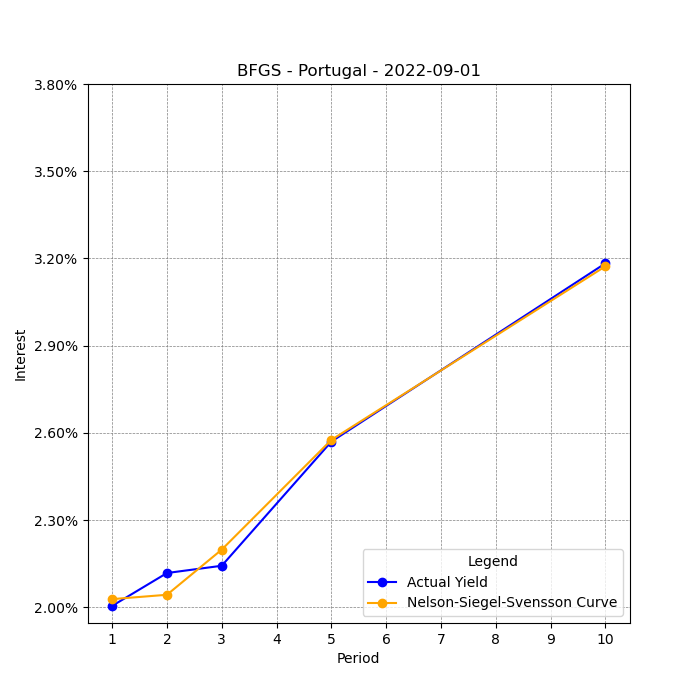 BFGS - Portugal - 2022-09-01
3.80%
3.50%
3.20%
2.90%
2.60%
2.30%
2.00%
Interest
1 2 3 4 5 6 7 8 9 10
Period
Legend
Actual Yield
Nelson-Siegel-Svensson Curve